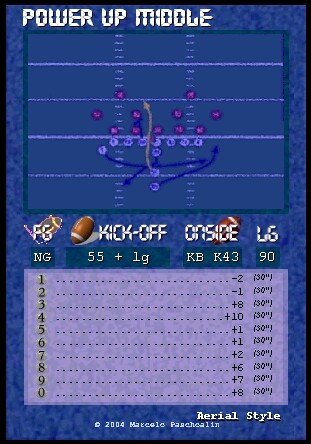 POWER UP MIDDLE
FG KICK-OFF ONSIDE LG
NG 55 + lg KB K43 90
1 ........................ -2 (30")
2 ........................ -1 (30")
3 ........................ +8 (30")
4 ........................ +10 (30")
5 ........................ +1 (30")
6 ........................ +1 (30")
7 ........................ +2 (30")
8 ........................ +6 (30")
9 ........................ +7 (30")
0 ........................ +8 (30")
Aerial Style
© 2004 Marcelo Paschoalin